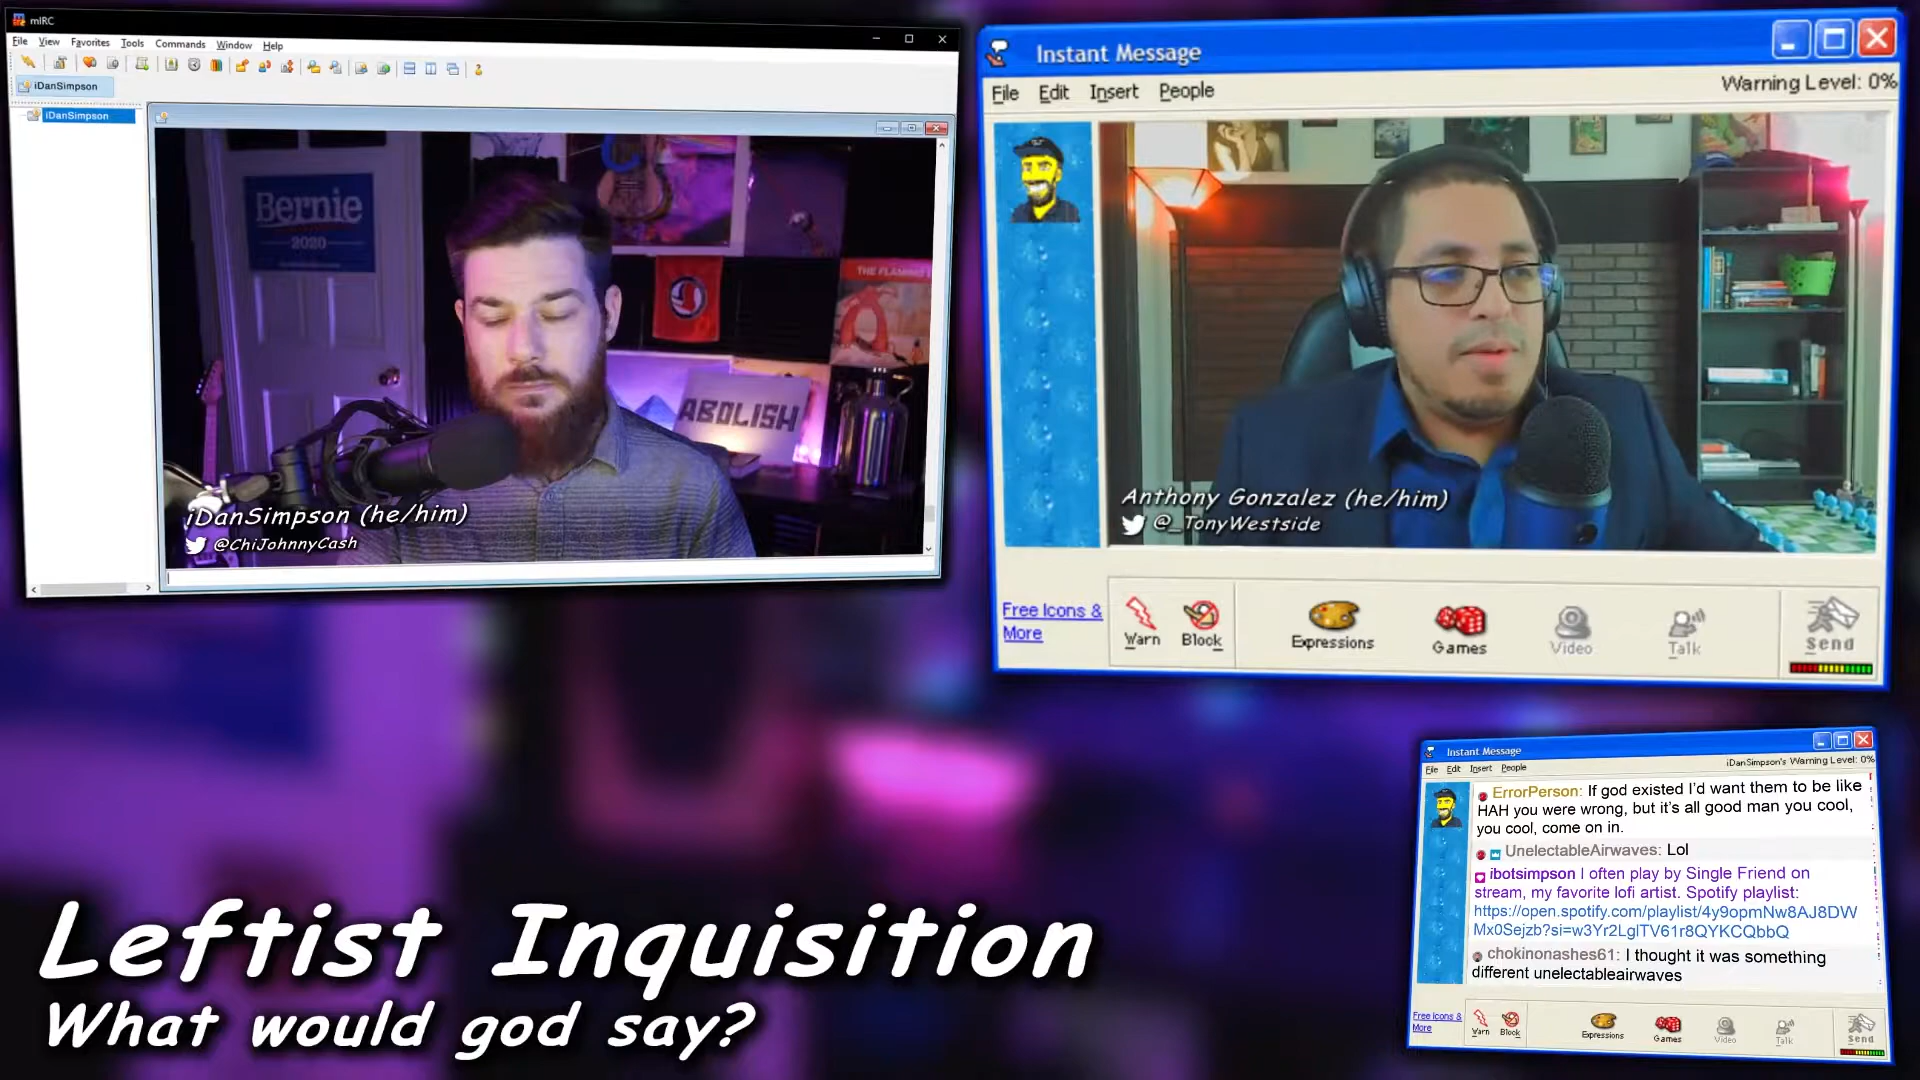 mIRC
File View Favorites Tools Commands Window Help
iDanSimpson
iDanSimpson
Bernie
2020
THE FLAMING
ABOLISH
iDanSimpson (he/him)
@ChiJohnnyCash
Instant Message
File Edit Insert People
Warning Level: 0%
Anthony Gonzalez (he/him)
@_TonyWestside
Free Icons &
More
Warn Block Expressions Games Video Talk Send
Leftist Inquisition
What would god say?
Instant Message
File Edit Insert People
iDanSimpson's Warning Level: 0%
ErrorPerson: If god existed I'd want them to be like
HAH you were wrong, but it's all good man you cool,
you cool, come on in.
UnelectableAirwaves: Lol
ibotsimpson I often play by Single Friend on
stream, my favorite lofi artist. Spotify playlist:
https://open.spotify.com/playlist/4y9opmNw8AJ8DW
Mx0Sejzb?si=w3Yr2LglTV61r8QYKCQbbQ
chokinonashes61: I thought it was something
different unelectableairwaves
Free Icons &
More
Warn Block Expressions Games Video Talk Send